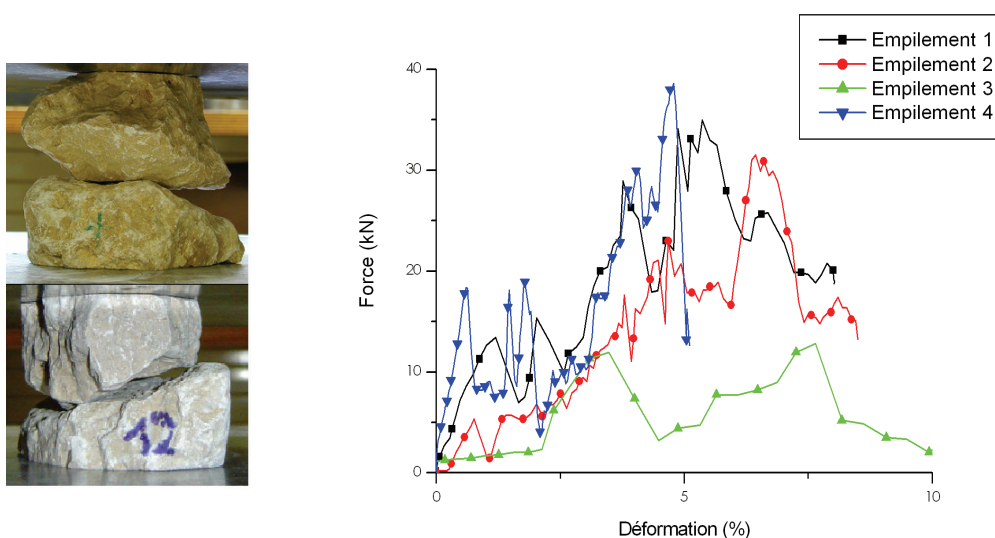 Empilement 1
Empilement 2
Empilement 3
Empilement 4
40
30
20
10
0
Force (kN)
0
5
10
Déformation (%)
12